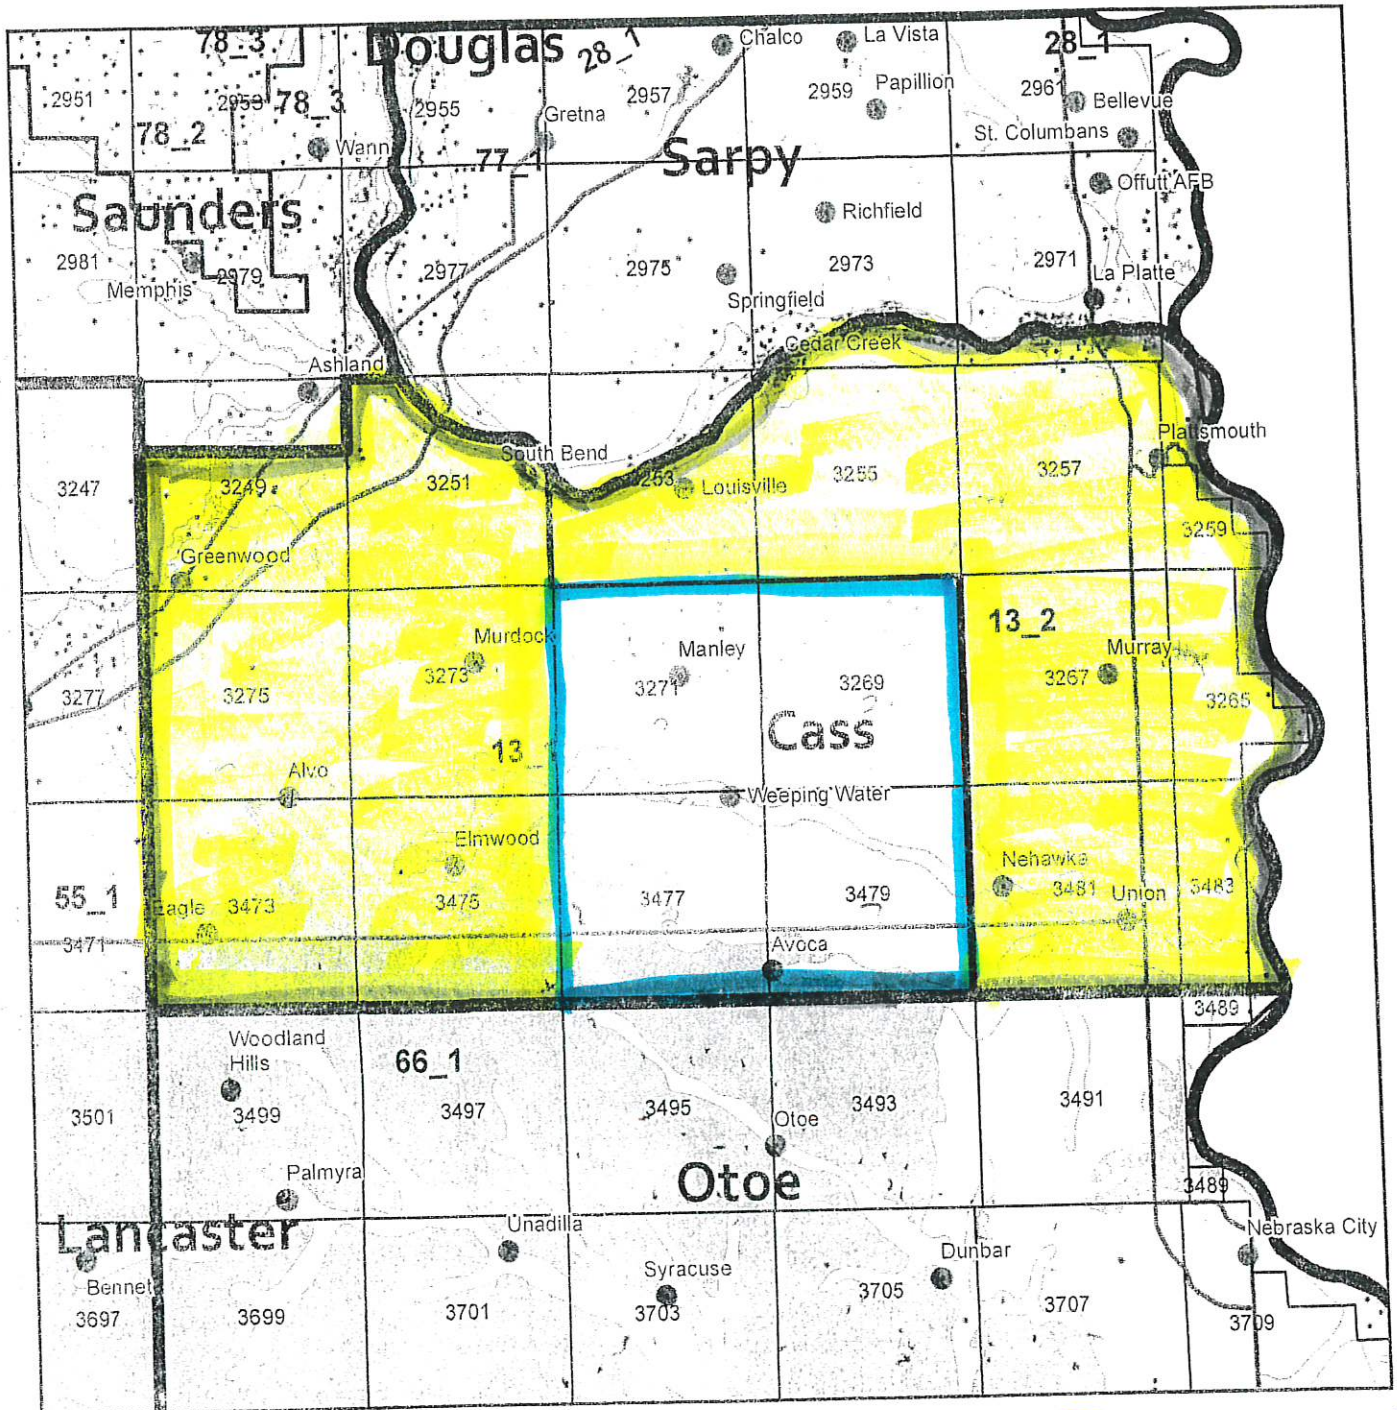 78_3
Douglas
28_1
Chalco
La Vista
28_1
2951
2953
78_3
2955
2957
2959
Papillion
2961
Bellevue
78_2
Wann
Gretna
St. Columbans
77_1
Sarpy
Offutt AFB
Saunders
Richfield
2981
2979
2977
2975
2973
2971
Memphis
Springfield
La Platte
Ashland
Cedar Creek
South Bend
Plattsmouth
3247
3249
3251
3253
Louisville
3255
3257
3259
Greenwood
13_2
Murdock
Manley
Murray
3277
3275
3273
3271
3269
3267
3265
Cass
13_
Alvo
Weeping Water
Elmwood
Nehawka
55_1
Eagle
3473
3475
3477
3479
3481
Union
3483
3471
Avoca
3489
Woodland
Hills
66_1
3501
3499
3497
3495
3493
3491
Otoe
Palmyra
Otoe
3489
Lancaster
Unadilla
Nebraska City
Bennet
Syracuse
Dunbar
3697
3699
3701
3703
3705
3707
3709